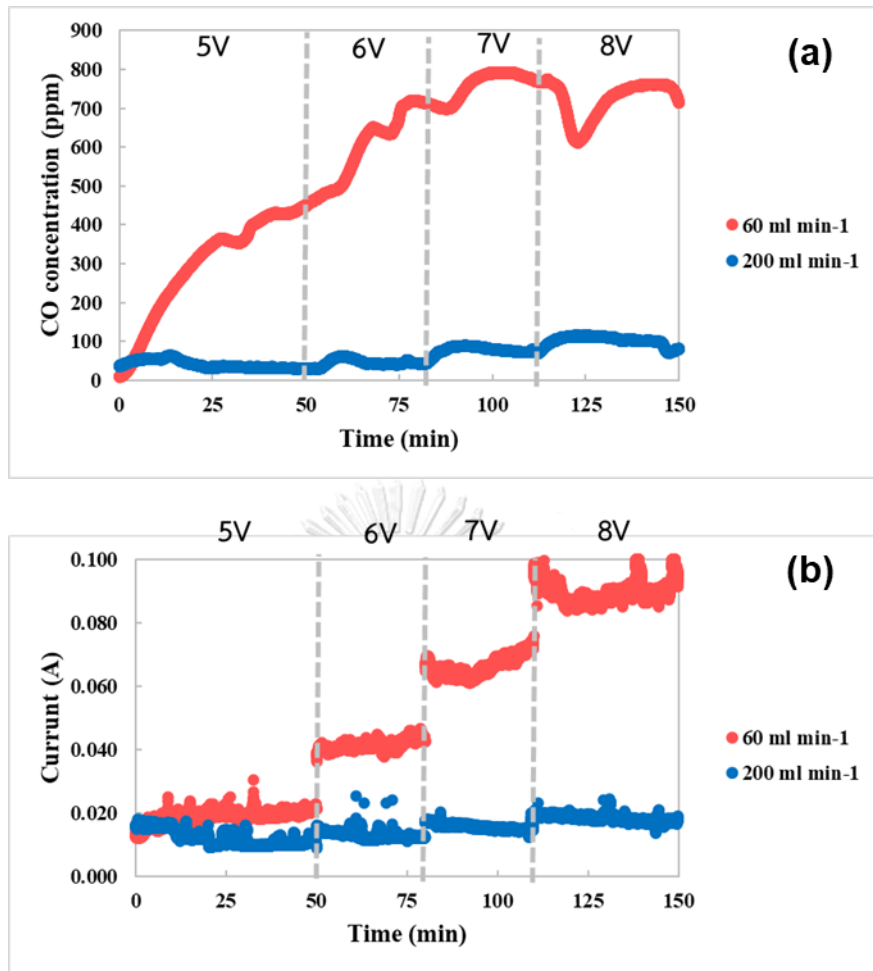 5V 6V 7V 8V (a)
900
800
700
600
500
400
300
200
100
0
CO concentration (ppm)
0 25 50 75 100 125 150
Time (min)
60 ml min-1
200 ml min-1
5V 6V 7V 8V
(b)
0.100
0.080
0.060
0.040
0.020
0.000
Currunt (A)
0 25 50 75 100 125 150
Time (min)
60 ml min-1
200 ml min-1